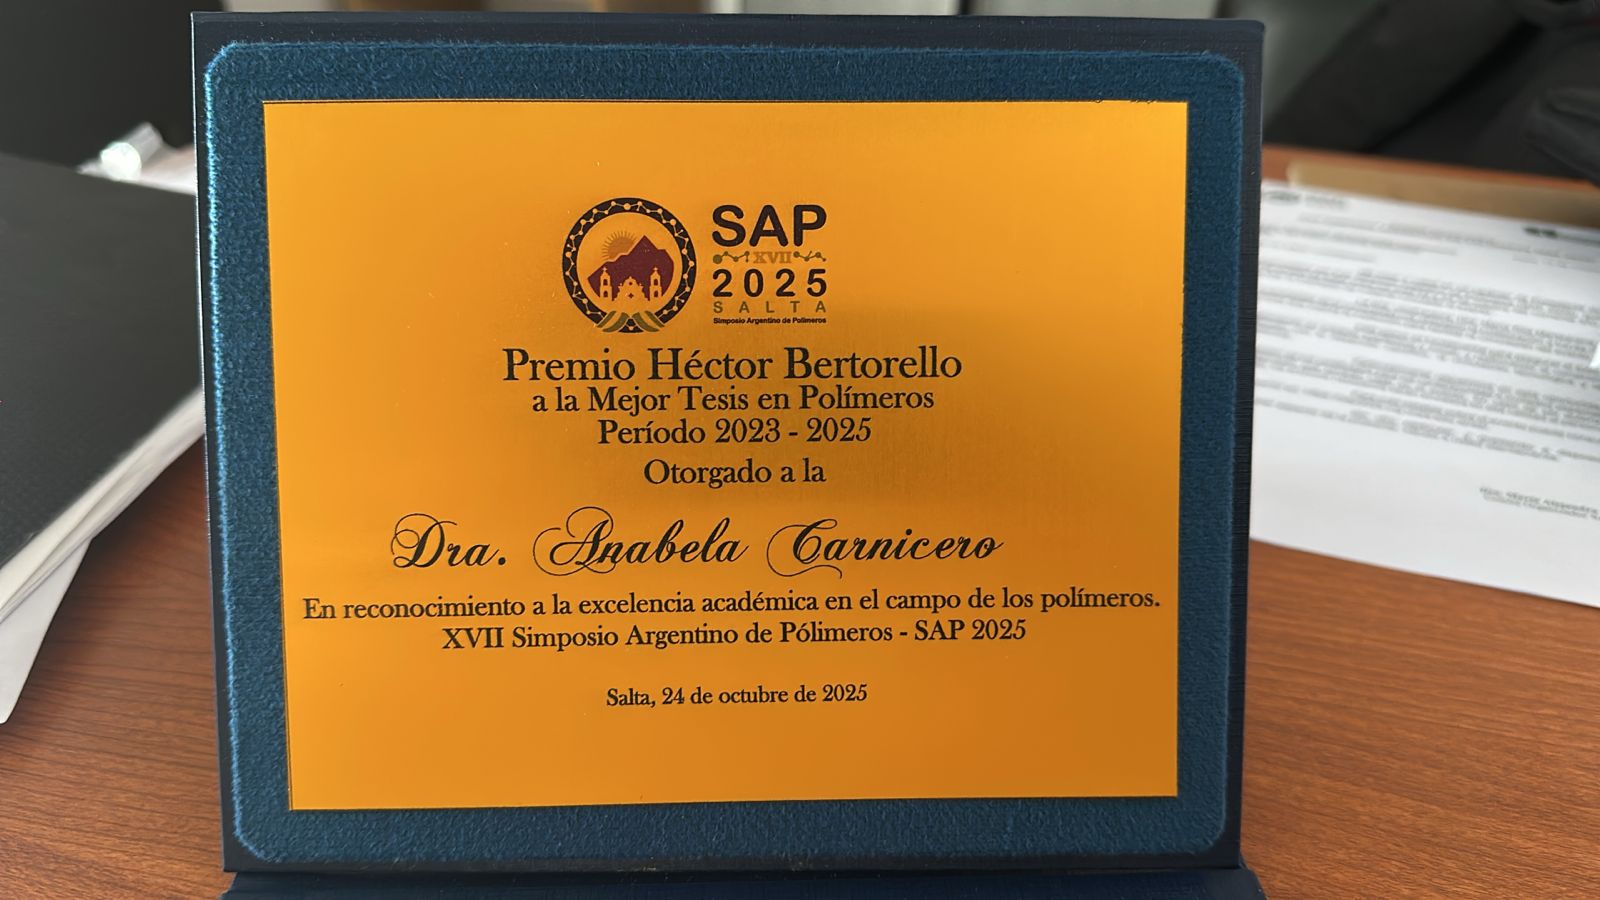 SAP
XVII
2025
SALTA
Simposio Argentino de Polímeros
Premio Héctor Bertorello
a la Mejor Tesis en Polímeros
Período 2023 - 2025
Otorgado a la
Dra. Anabela Carnicero
En reconocimiento a la excelencia académica en el campo de los polímeros.
XVII Simposio Argentino de Pólimeros - SAP 2025
Salta, 24 de octubre de 2025